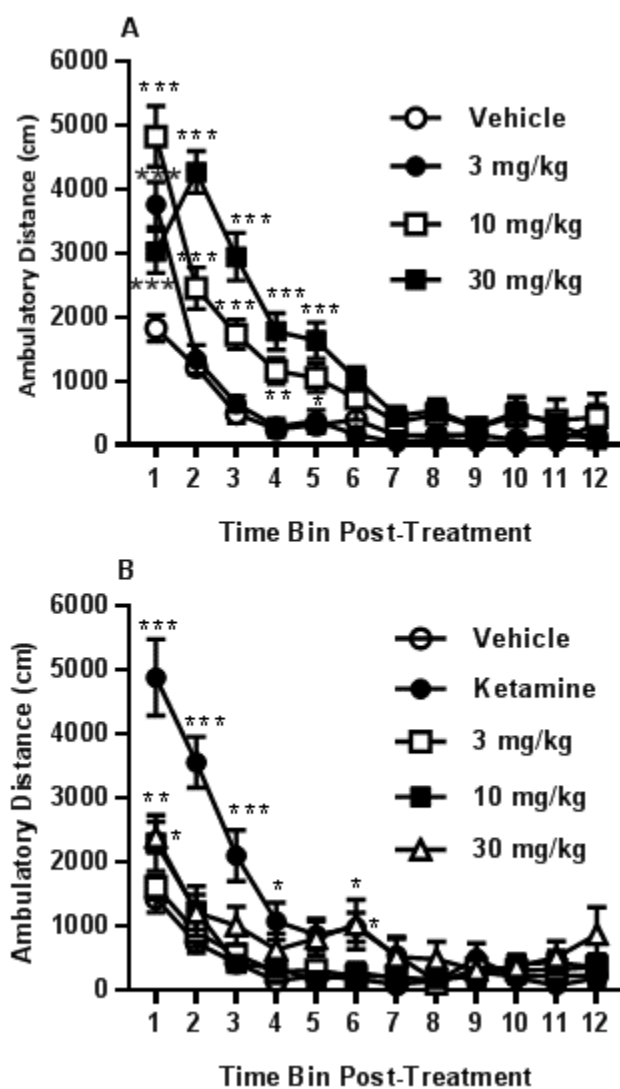 A
Ambulatory Distance (cm)
6000
5000
4000
3000
2000
1000
0
***
***
***
***
***
***
***
***
***
**
*
Vehicle
3 mg/kg
10 mg/kg
30 mg/kg
1 2 3 4 5 6 7 8 9 10 11 12
Time Bin Post-Treatment
B
Ambulatory Distance (cm)
6000
5000
4000
3000
2000
1000
0
***
***
***
**
*
*
*
*
Vehicle
Ketamine
3 mg/kg
10 mg/kg
30 mg/kg
1 2 3 4 5 6 7 8 9 10 11 12
Time Bin Post-Treatment